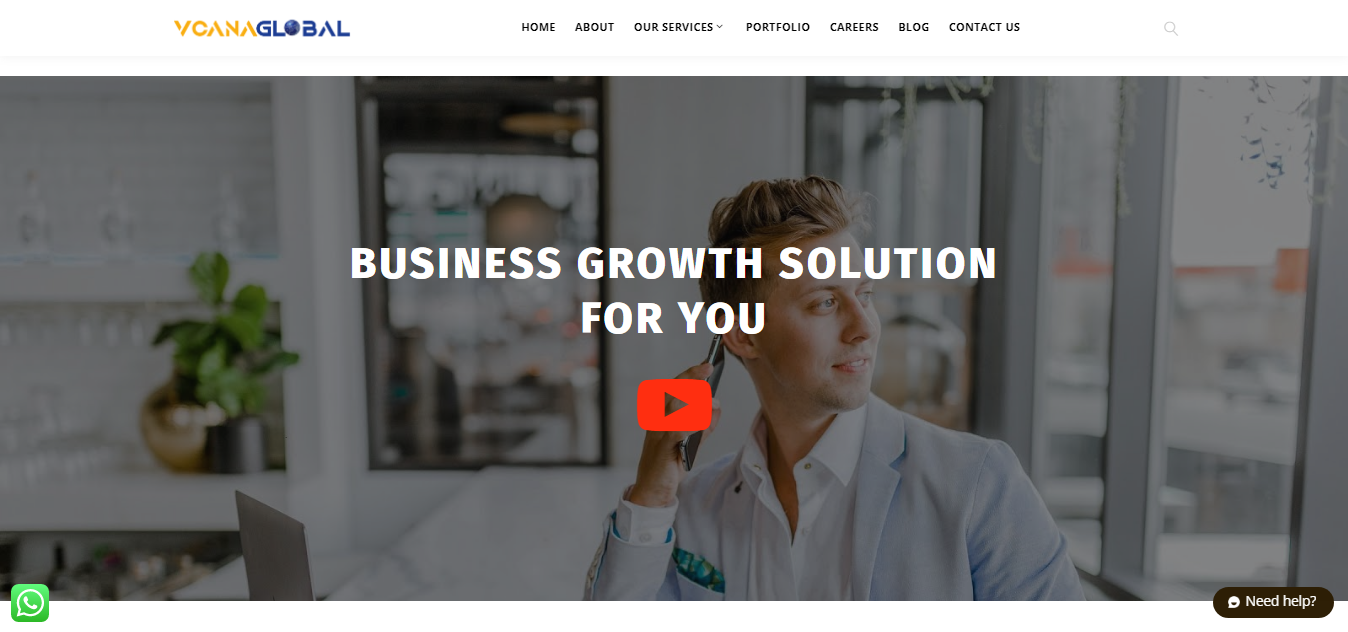 VCANAGLOBAL
HOME ABOUT OUR SERVICES PORTFOLIO CAREERS BLOG CONTACT US
BUSINESS GROWTH SOLUTION
FOR YOU
Need help?